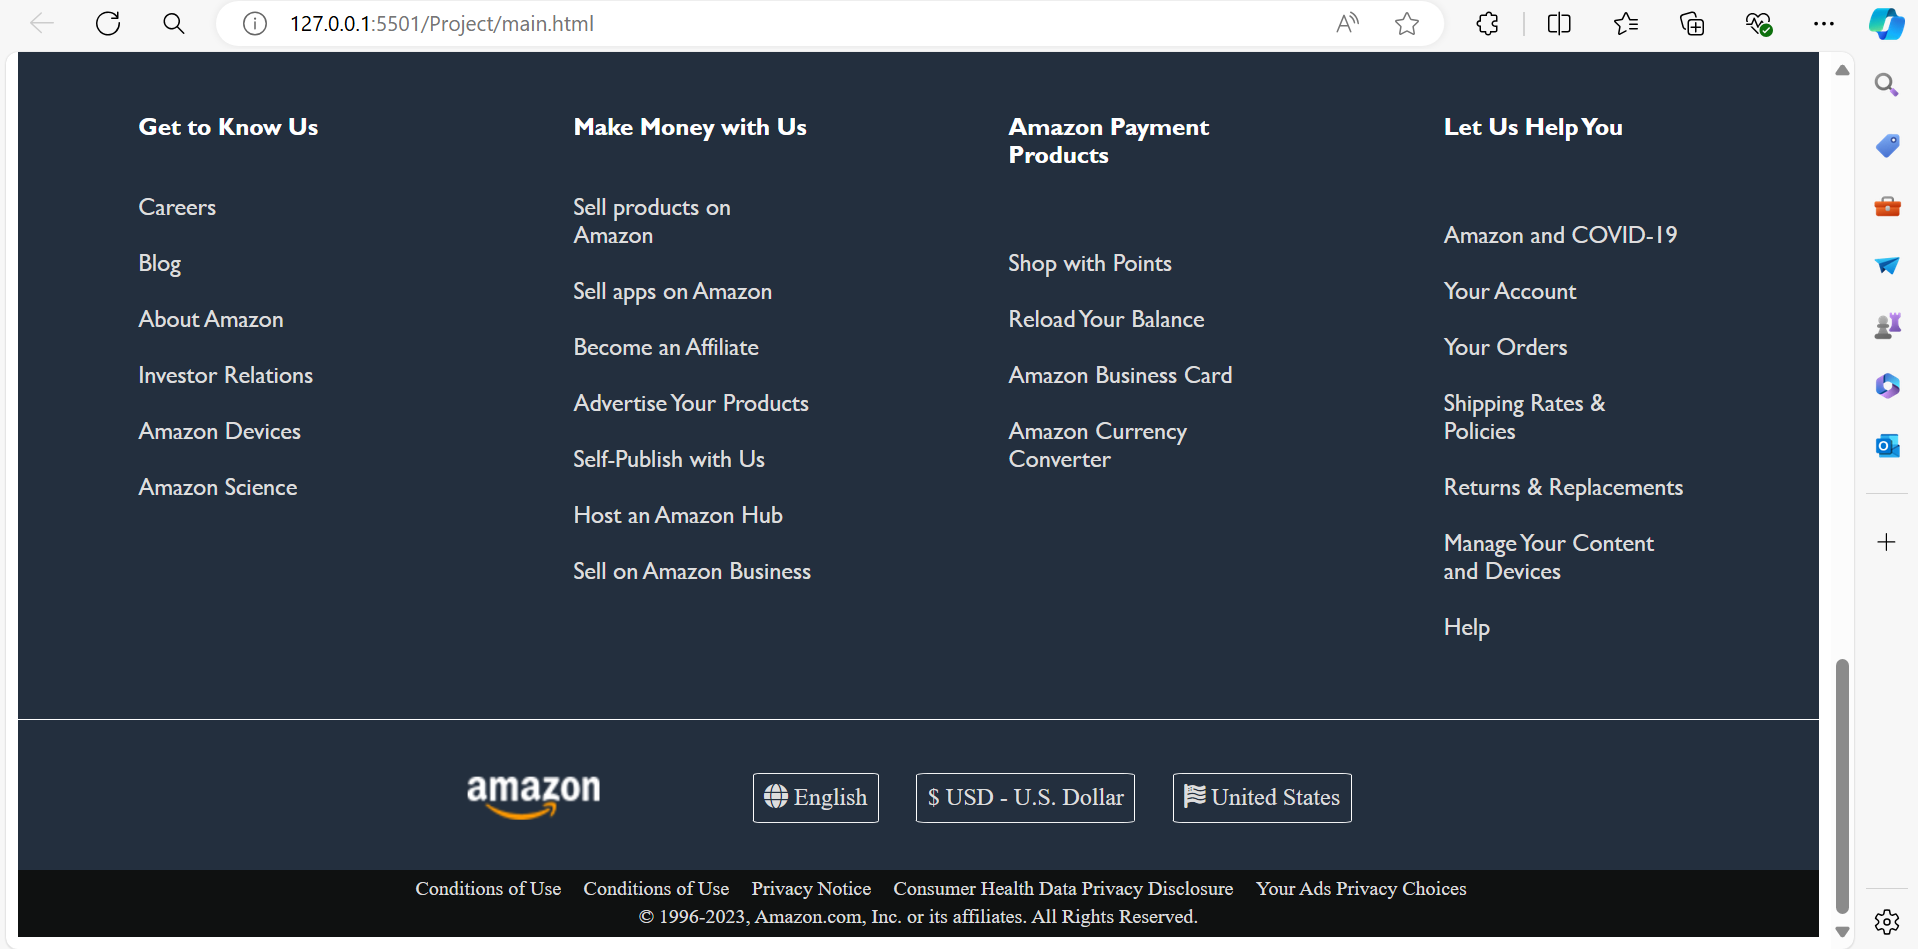 127.0.0.1:5501/Project/main.html
Get to Know Us
Careers
Blog
About Amazon
Investor Relations
Amazon Devices
Amazon Science
Make Money with Us
Sell products on
Amazon
Sell apps on Amazon
Become an Affiliate
Advertise Your Products
Self-Publish with Us
Host an Amazon Hub
Sell on Amazon Business
Amazon Payment
Products
Shop with Points
Reload Your Balance
Amazon Business Card
Amazon Currency
Converter
Let Us Help You
Amazon and COVID-19
Your Account
Your Orders
Shipping Rates &
Policies
Returns & Replacements
Manage Your Content
and Devices
Help
amazon
English
$ USD - U.S. Dollar
United States
Conditions of Use Conditions of Use Privacy Notice Consumer Health Data Privacy Disclosure Your Ads Privacy Choices
© 1996-2023, Amazon.com, Inc. or its affiliates. All Rights Reserved.